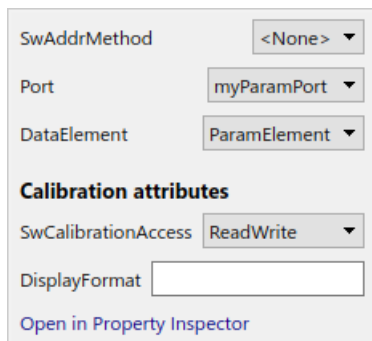 SwAddrMethod <None>
Port myParamPort
DataElement ParamElement
Calibration attributes
SwCalibrationAccess ReadWrite
DisplayFormat
Open in Property Inspector